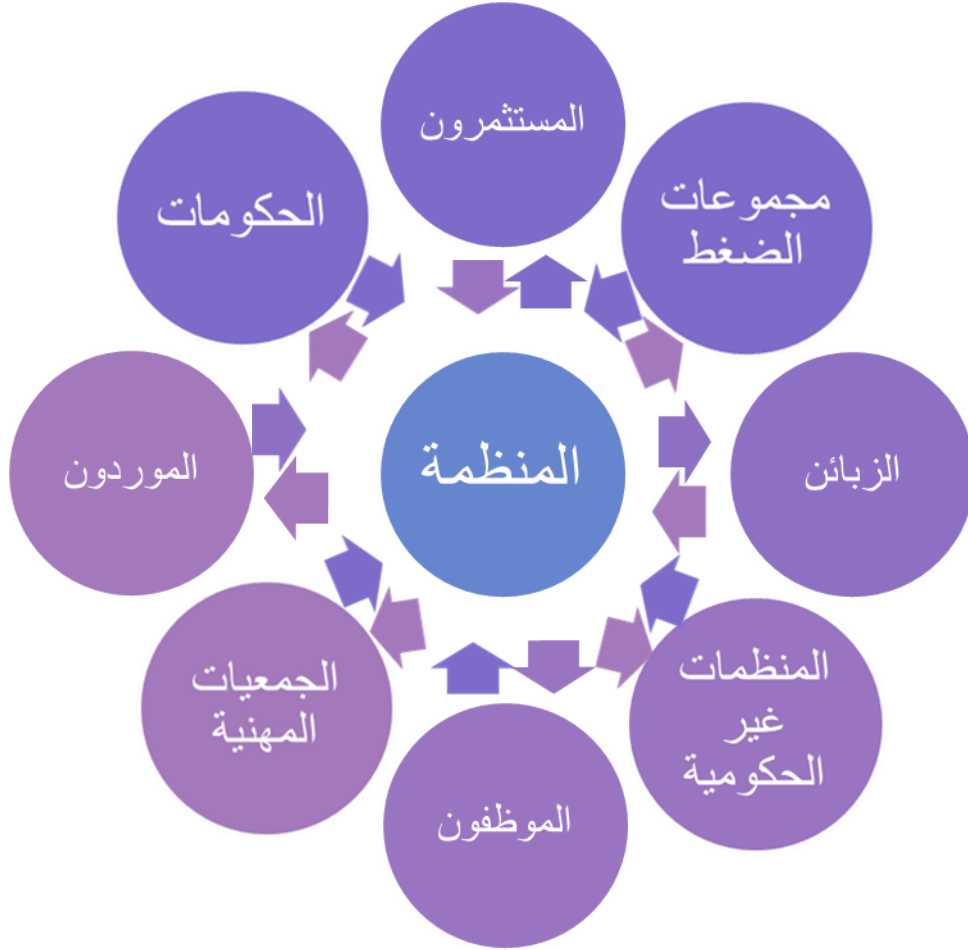 المستثمرون
مجموعات
الضغط
الحكومات
المنظمة
الزبائن
الموردون
المنظمات
غير
الحكومية
الجمعيات
المهنية
الموظفون